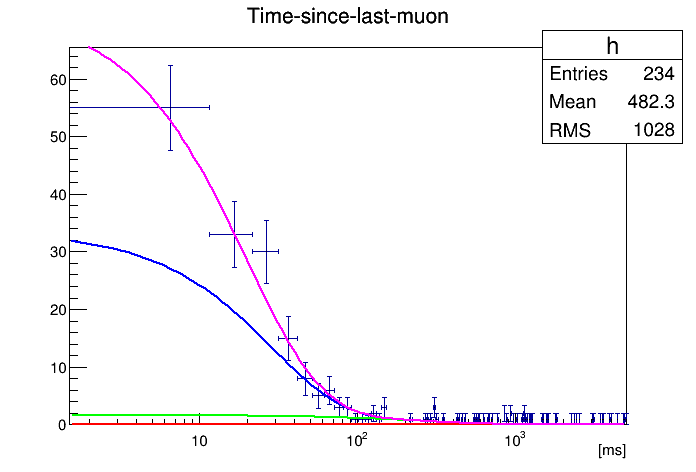 Time-since-last-muon
h
Entries 234
Mean 482.3
RMS 1028
60
50
40
30
20
10
0
10 10² 10³
[ms]